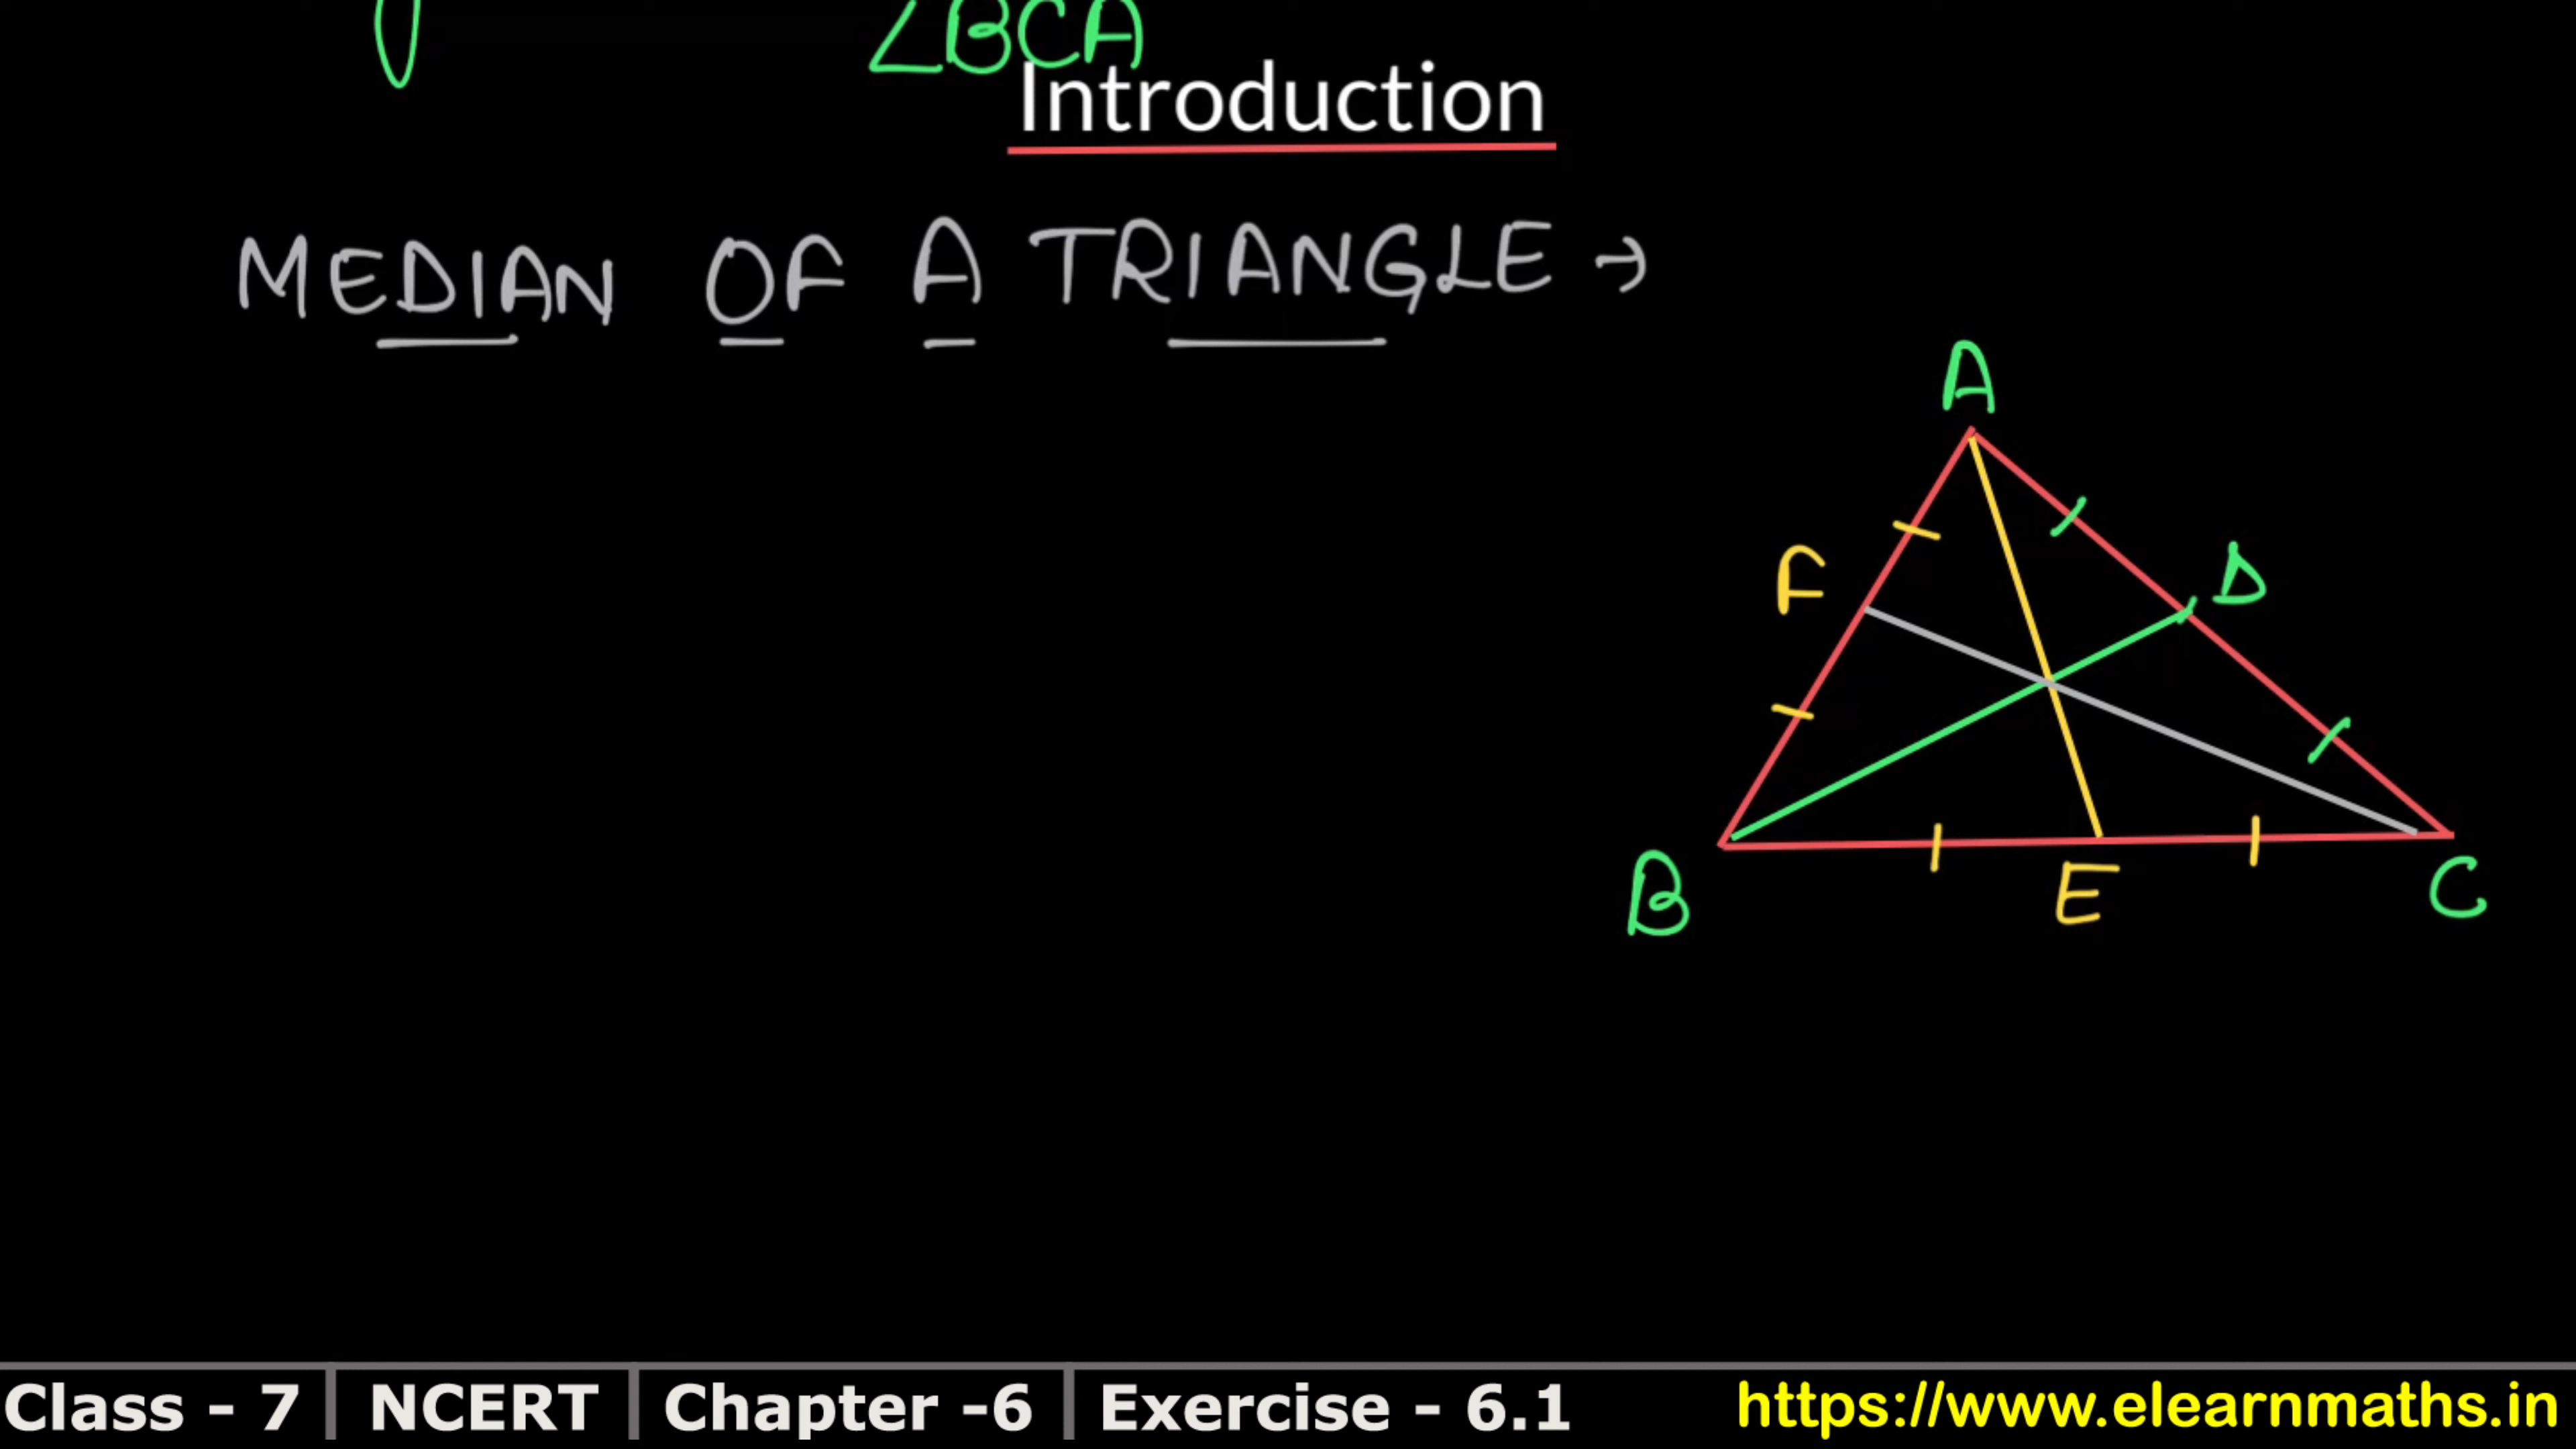 ∠BCA
Introduction
MEDIAN OF A TRIANGLE →
A
F
D
B
E
C
Class - 7 | NCERT | Chapter -6 | Exercise - 6.1
https://www.elearnmaths.in